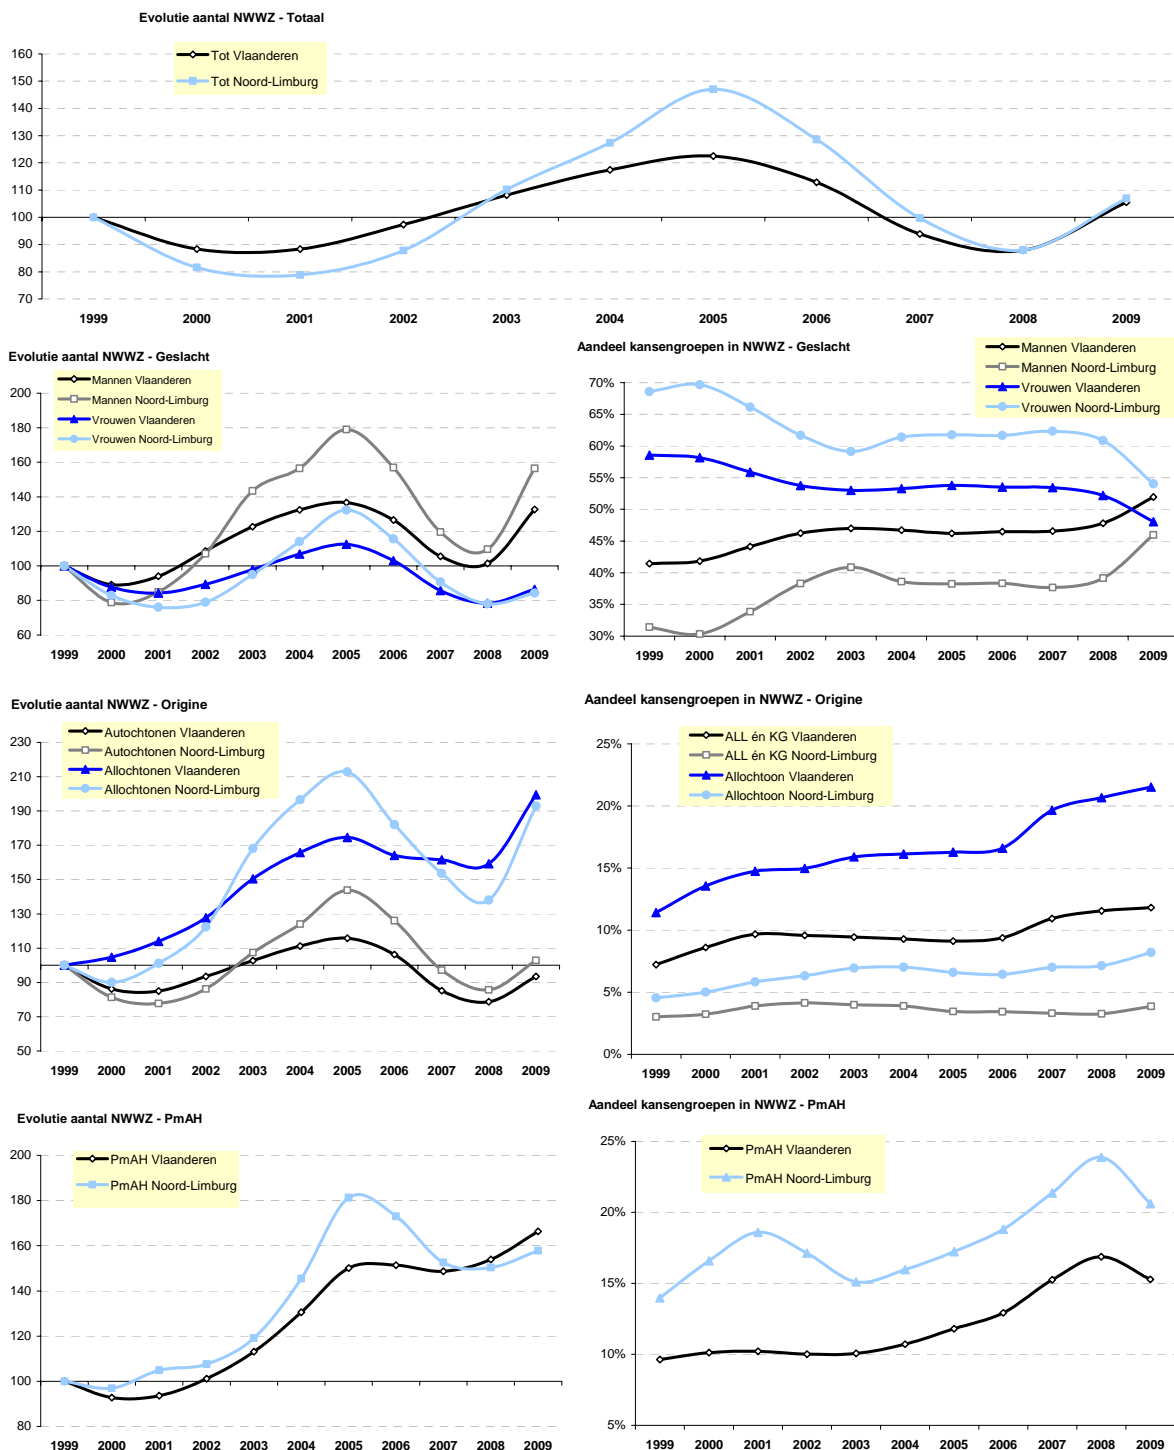 Evolutie aantal NWWZ - Totaal
Tot Vlaanderen
Tot Noord-Limburg
160
150
140
130
120
110
100
90
80
70
1999 2000 2001 2002 2003 2004 2005 2006 2007 2008 2009
Evolutie aantal NWWZ - Geslacht
Mannen Vlaanderen
Mannen Noord-Limburg
Vrouwen Vlaanderen
Vrouwen Noord-Limburg
200
180
160
140
120
100
80
60
1999 2000 2001 2002 2003 2004 2005 2006 2007 2008 2009
Aandeel kansengroepen in NWWZ - Geslacht
Mannen Vlaanderen
Mannen Noord-Limburg
Vrouwen Vlaanderen
Vrouwen Noord-Limburg
70%
65%
60%
55%
50%
45%
40%
35%
30%
1999 2000 2001 2002 2003 2004 2005 2006 2007 2008 2009
Evolutie aantal NWWZ - Origine
Autochtonen Vlaanderen
Autochtonen Noord-Limburg
Allochtonen Vlaanderen
Allochtonen Noord-Limburg
230
210
190
170
150
130
110
90
70
50
1999 2000 2001 2002 2003 2004 2005 2006 2007 2008 2009
Aandeel kansengroepen in NWWZ - Origine
ALL én KG Vlaanderen
ALL én KG Noord-Limburg
Allochtoon Vlaanderen
Allochtoon Noord-Limburg
25%
20%
15%
10%
5%
0%
1999 2000 2001 2002 2003 2004 2005 2006 2007 2008 2009
Evolutie aantal NWWZ - PmAH
PmAH Vlaanderen
PmAH Noord-Limburg
200
180
160
140
120
100
80
1999 2000 2001 2002 2003 2004 2005 2006 2007 2008 2009
Aandeel kansengroepen in NWWZ - PmAH
PmAH Vlaanderen
PmAH Noord-Limburg
25%
20%
15%
10%
5%
1999 2000 2001 2002 2003 2004 2005 2006 2007 2008 2009